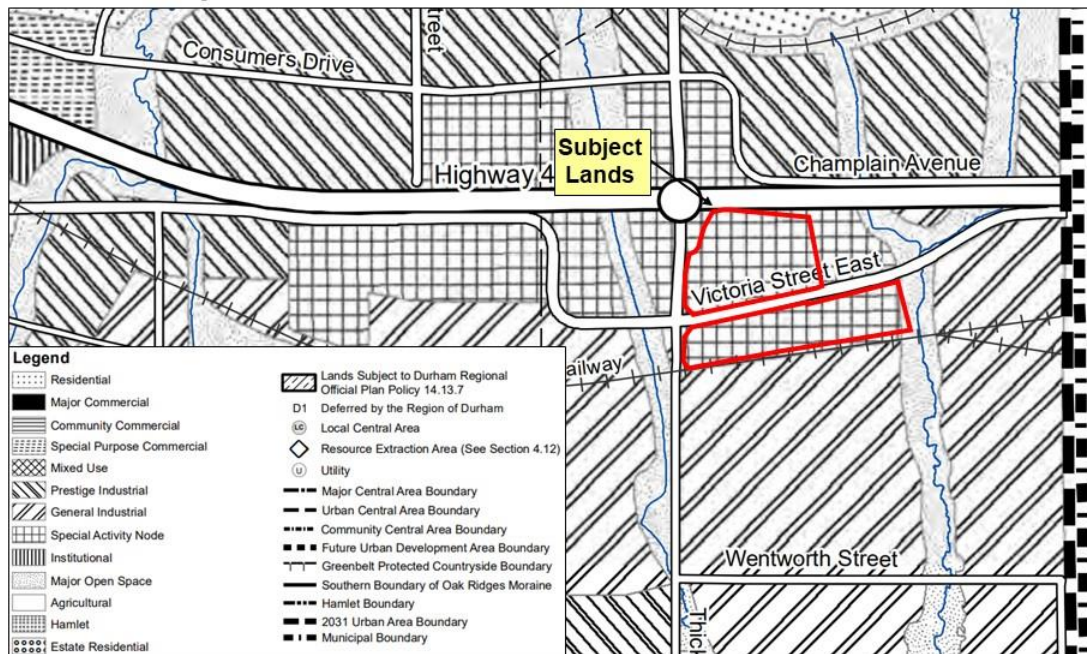 Consumers Drive
treet
Subject
Lands
Highway 4
Champlain Avenue
Victoria Street East
ailway
Wentworth Street
Thick
Legend
Residential
Major Commercial
Community Commercial
Special Purpose Commercial
Mixed Use
Prestige Industrial
General Industrial
Special Activity Node
Institutional
Major Open Space
Agricultural
Hamlet
Estate Residential
Lands Subject to Durham Regional
Official Plan Policy 14.13.7
D1 Deferred by the Region of Durham
LC Local Central Area
Resource Extraction Area (See Section 4.12)
U Utility
Major Central Area Boundary
Urban Central Area Boundary
Community Central Area Boundary
Future Urban Development Area Boundary
Greenbelt Protected Countryside Boundary
Southern Boundary of Oak Ridges Moraine
Hamlet Boundary
2031 Urban Area Boundary
Municipal Boundary